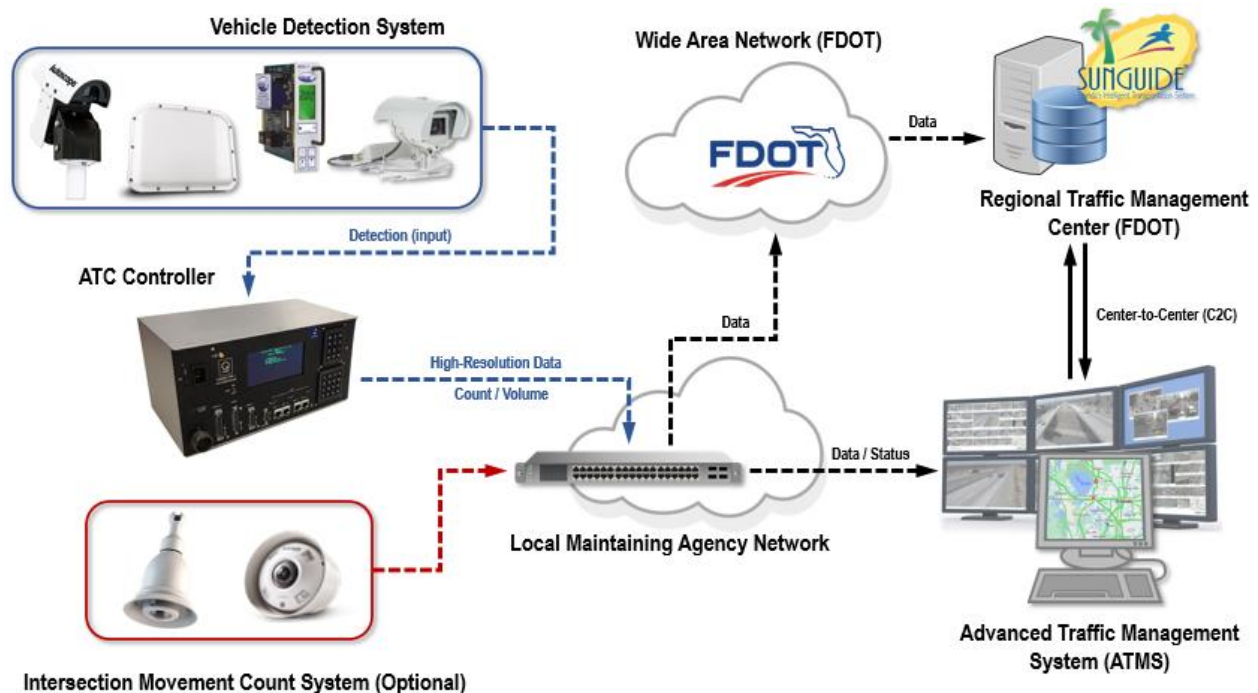 Vehicle Detection System
Wide Area Network (FDOT)
autoscope
FDOT
SUNGUIDE
Data
Regional Traffic Management
Center (FDOT)
Detection (input)
ATC Controller
Center-to-Center (C2C)
Data
High-Resolution Data
Count / Volume
Data / Status
Local Maintaining Agency Network
Advanced Traffic Management
System (ATMS)
Intersection Movement Count System (Optional)